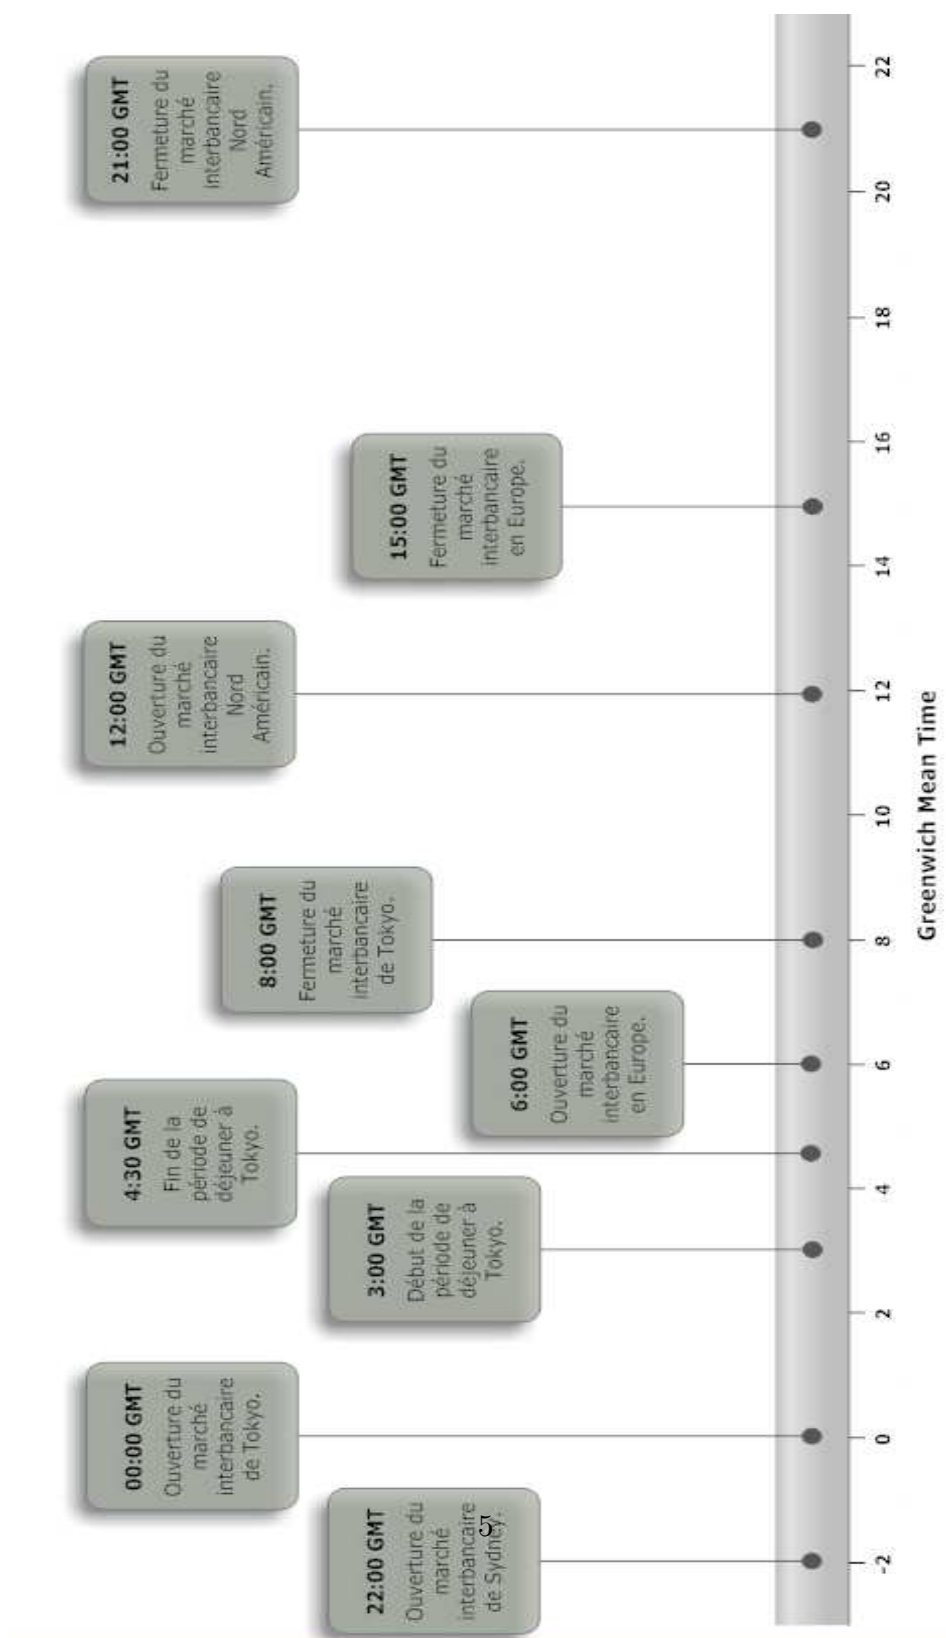 22:00 GMT
Ouverture du
marché
interbancaire
de Sydney.
00:00 GMT
Ouverture du
marché
interbancaire
de Tokyo.
3:00 GMT
Début de la
période de
déjeuner à
Tokyo.
4:30 GMT
Fin de la
période de
déjeuner à
Tokyo.
6:00 GMT
Ouverture du
marché
interbancaire
en Europe.
8:00 GMT
Fermeture du
marché
interbancaire
de Tokyo.
12:00 GMT
Ouverture du
marché
interbancaire
Nord
Américain.
15:00 GMT
Fermeture du
marché
interbancaire
en Europe.
21:00 GMT
Fermeture du
marché
interbancaire
Nord
Américain.
-2 0 2 4 6 8 10 12 14 16 18 20 22
Greenwich Mean Time
5